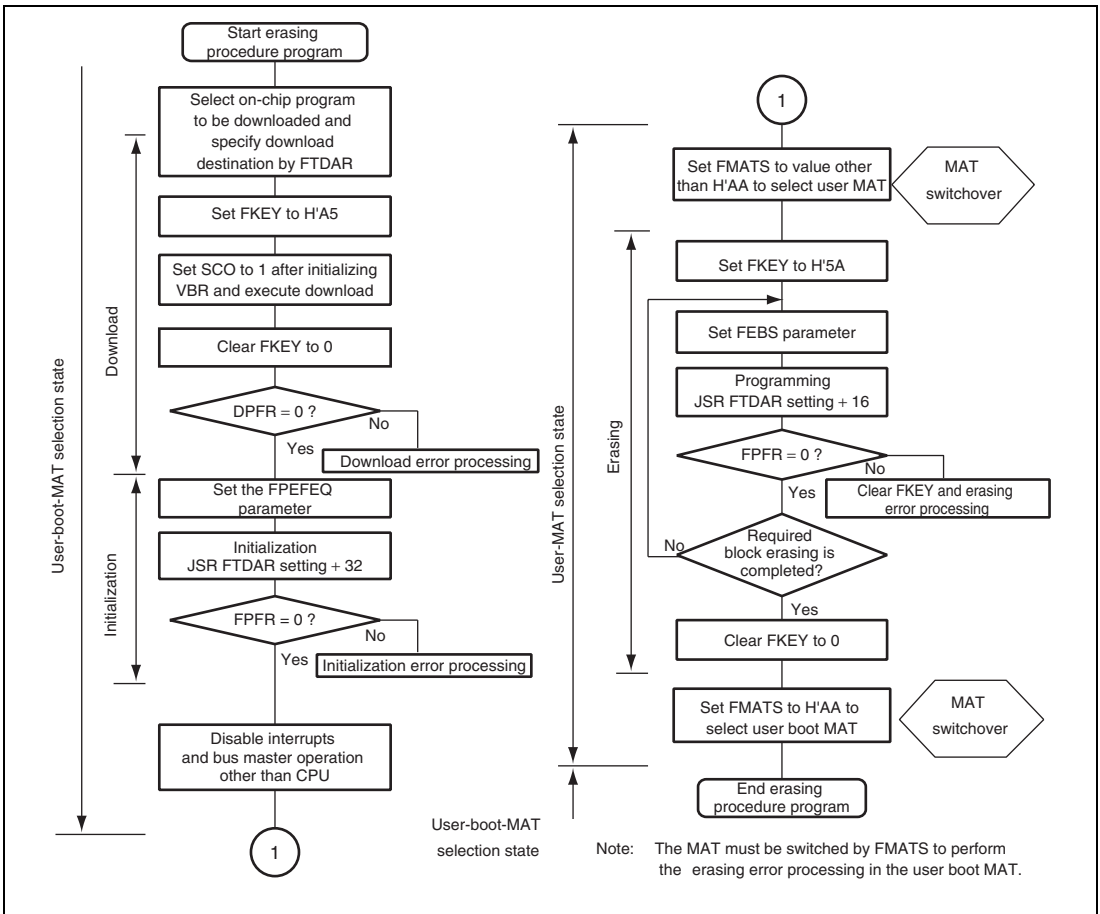 Start erasing
procedure program
Select on-chip program
to be downloaded and
specify download
destination by FTDAR
Set FKEY to H'A5
Set SCO to 1 after initializing
VBR and execute download
Clear FKEY to 0
DPFR = 0 ?
No
Yes
Download error processing
Set the FPEFEQ
parameter
Initialization
JSR FTDAR setting + 32
FPFR = 0 ?
No
Yes
Initialization error processing
Disable interrupts
and bus master operation
other than CPU
1
User-boot-MAT selection state
Download
Initialization
1
Set FMATS to value other
than H'AA to select user MAT
MAT
switchover
Set FKEY to H'5A
Set FEBS parameter
Programming
JSR FTDAR setting + 16
FPFR = 0 ?
No
Yes
Clear FKEY and erasing
error processing
Required
block erasing is
completed?
No
Yes
Clear FKEY to 0
Set FMATS to H'AA to
select user boot MAT
MAT
switchover
End erasing
procedure program
User-MAT selection state
Erasing
User-boot-MAT
selection state
Note: The MAT must be switched by FMATS to perform
the erasing error processing in the user boot MAT.